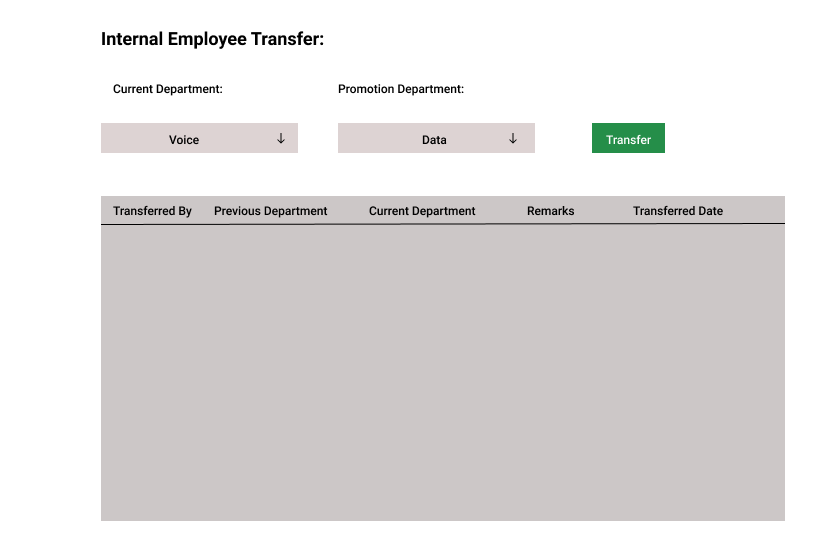 Internal Employee Transfer:
Current Department: Promotion Department:
Voice ↓ Data ↓ Transfer
Transferred By Previous Department Current Department Remarks Transferred Date